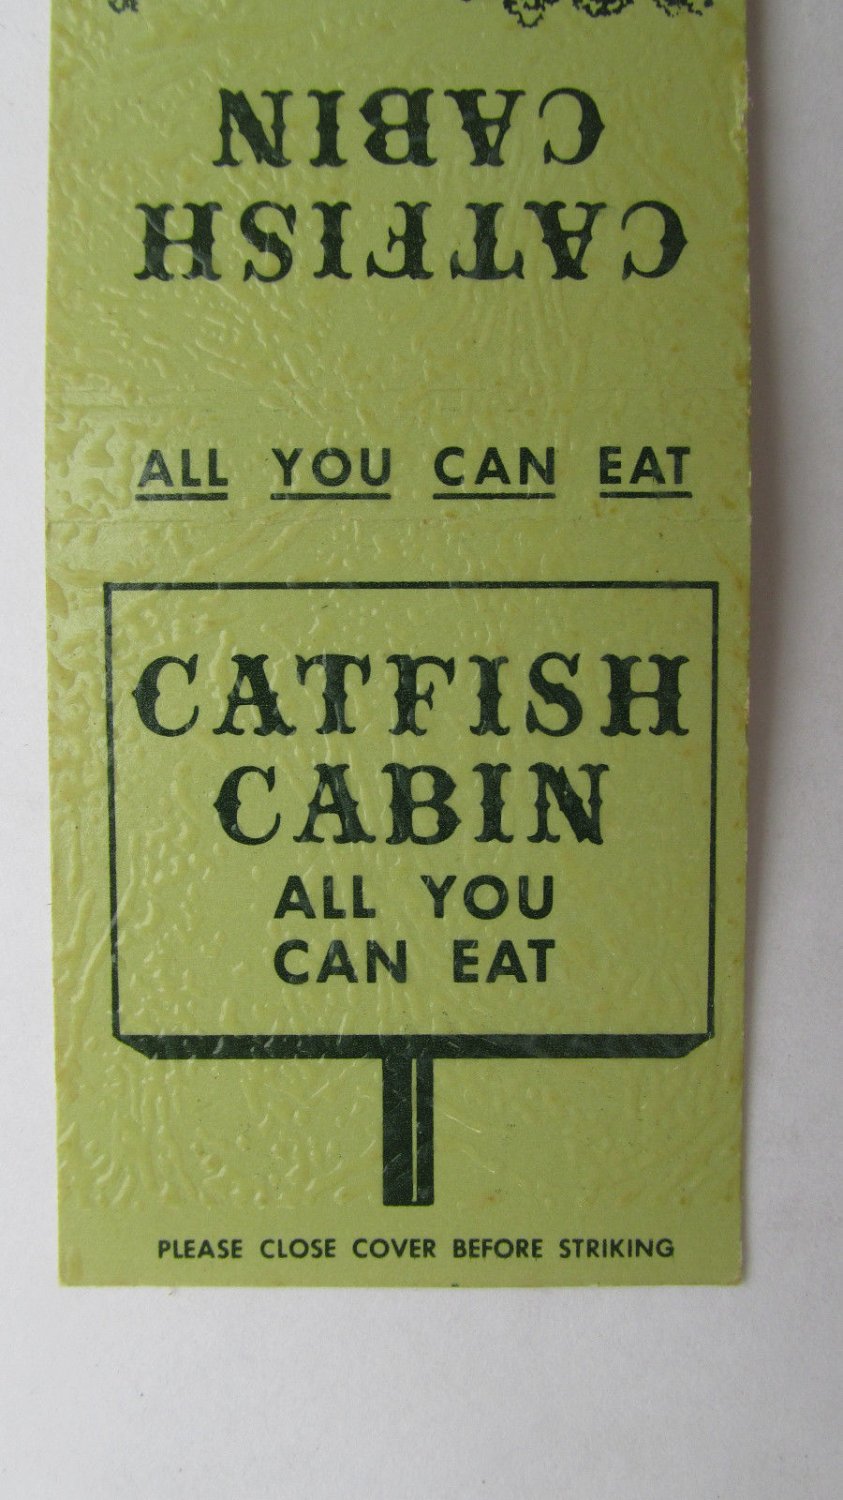 CATFISH
CABIN
ALL YOU CAN EAT
CATFISH
CABIN
ALL YOU
CAN EAT
PLEASE CLOSE COVER BEFORE STRIKING